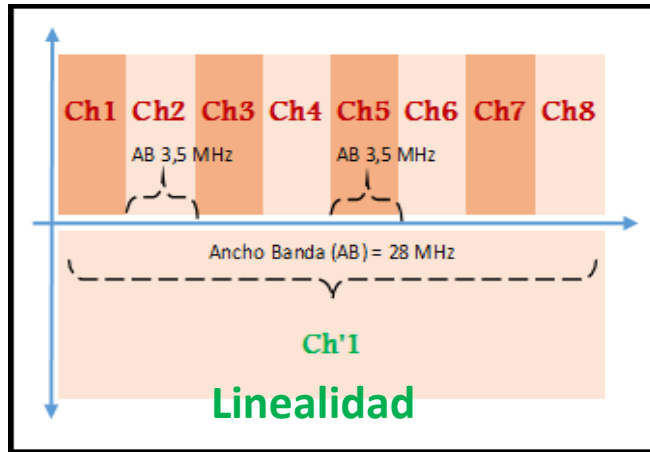 Ch1 Ch2 Ch3 Ch4 Ch5 Ch6 Ch7 Ch8
AB 3,5 MHz AB 3,5 MHz
Ancho Banda (AB) = 28 MHz
Ch'1
Linealidad